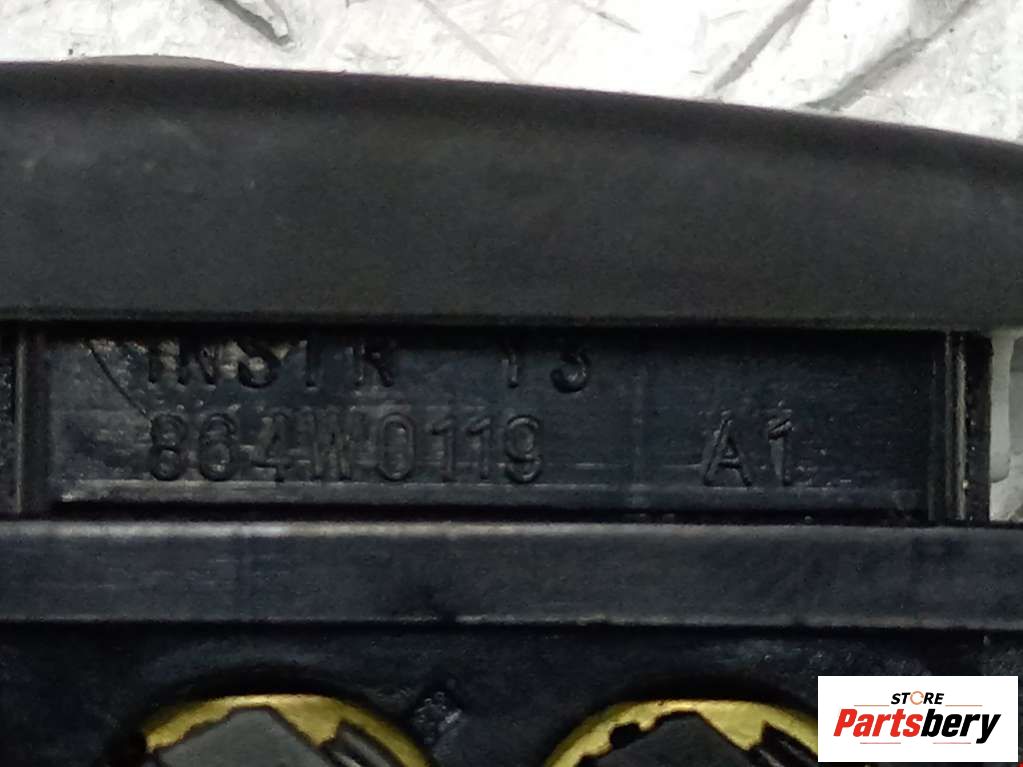 INSTR 13
864W0119 A1
STORE
Partsbery